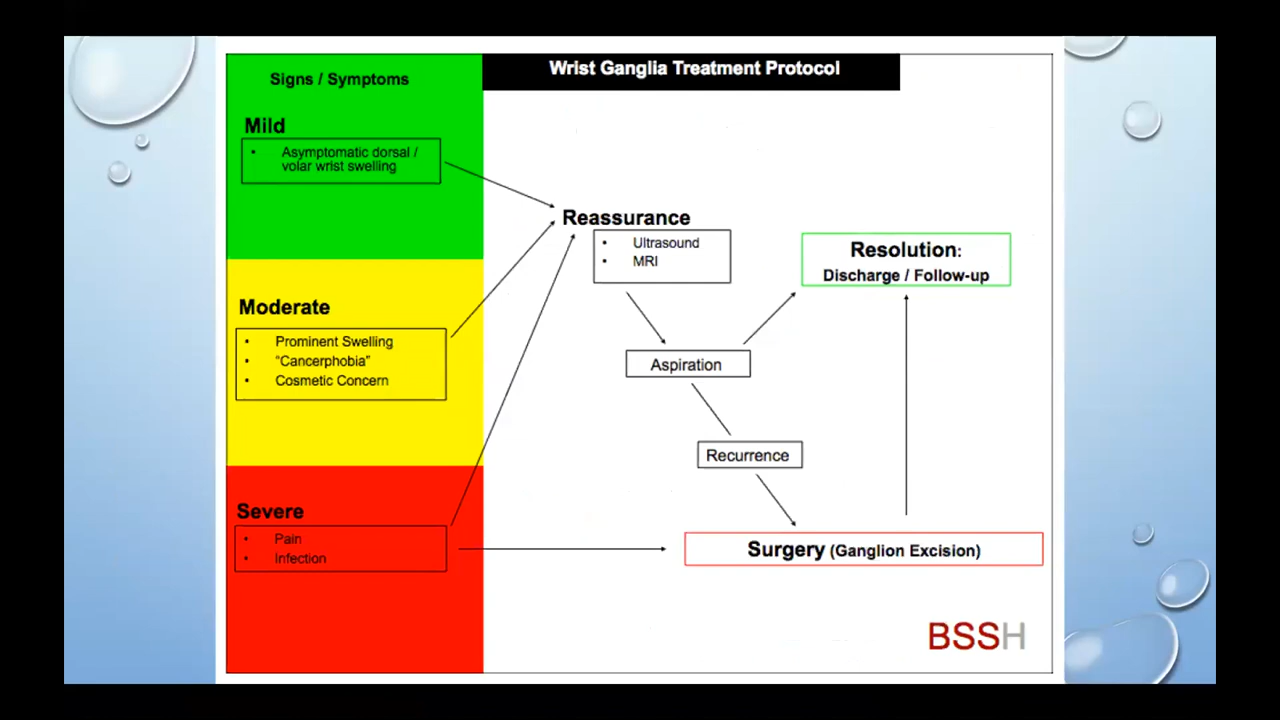 Wrist Ganglia Treatment Protocol
Signs / Symptoms
Mild
• Asymptomatic dorsal /
volar wrist swelling
Reassurance
• Ultrasound
• MRI
Resolution:
Discharge / Follow-up
Moderate
• Prominent Swelling
• “Cancerphobia”
• Cosmetic Concern
Aspiration
Recurrence
Severe
• Pain
• Infection
Surgery (Ganglion Excision)
BSSH